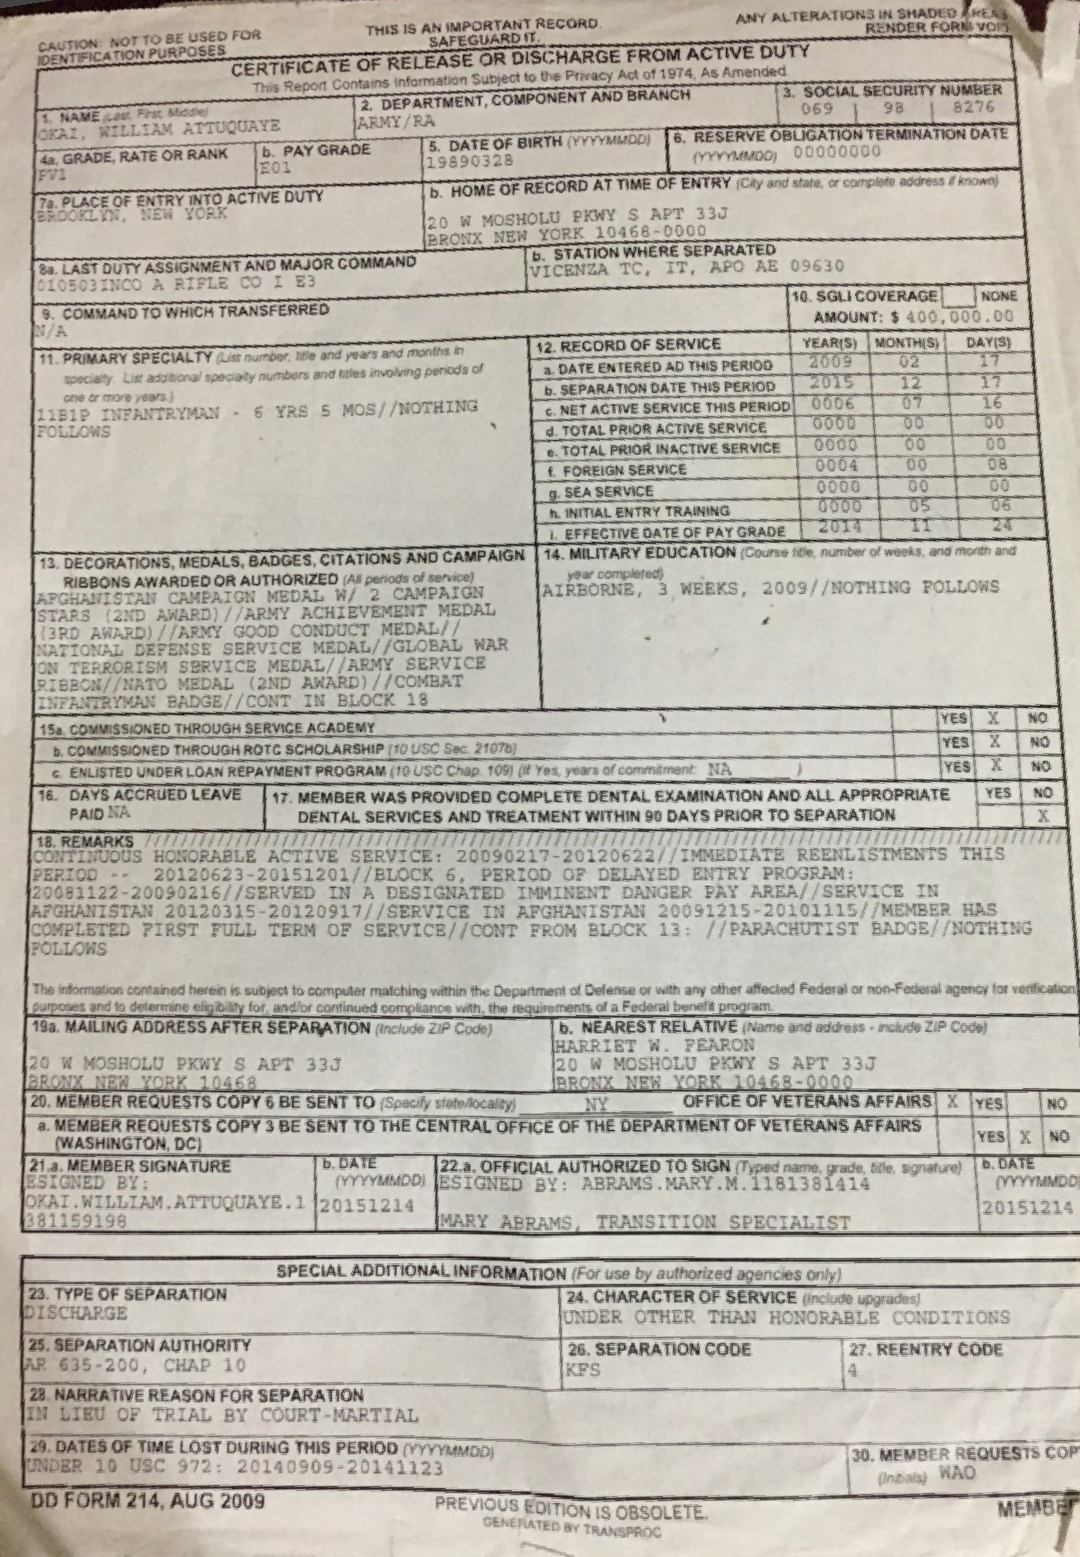 CAUTION: NOT TO BE USED FOR IDENTIFICATION PURPOSES
THIS IS AN IMPORTANT RECORD.
SAFEGUARD IT.
ANY ALTERATIONS IN SHADED AREAS
RENDER FORM VOID
CERTIFICATE OF RELEASE OR DISCHARGE FROM ACTIVE DUTY
This Report Contains Information Subject to the Privacy Act of 1974, As Amended
1. NAME (Last, First, Middle)
OKAI, WILLIAM ATTUQUAYE
2. DEPARTMENT, COMPONENT AND BRANCH
ARMY/RA
3. SOCIAL SECURITY NUMBER
069 98 8276
4a. GRADE, RATE OR RANK
PV1
b. PAY GRADE
E01
5. DATE OF BIRTH (YYYYMMDD)
19890328
6. RESERVE OBLIGATION TERMINATION DATE
(YYYYMMDD) 00000000
7a. PLACE OF ENTRY INTO ACTIVE DUTY
BROOKLYN, NEW YORK
b. HOME OF RECORD AT TIME OF ENTRY (City and state, or complete address if known)
20 W MOSHOLU PKWY S APT 33J
BRONX NEW YORK 10468-0000
8a. LAST DUTY ASSIGNMENT AND MAJOR COMMAND
010503INCO A RIFLE CO I E3
b. STATION WHERE SEPARATED
VICENZA TC, IT, APO AE 09630
9. COMMAND TO WHICH TRANSFERRED
N/A
10. SGLI COVERAGE NONE
AMOUNT: $ 400,000.00
11. PRIMARY SPECIALTY (List number, title and years and months in
specialty. List additional specialty numbers and titles involving periods of
one or more years.)
11B1P INFANTRYMAN - 6 YRS 5 MOS//NOTHING
FOLLOWS
12. RECORD OF SERVICE YEAR(S) MONTH(S) DAY(S)
a. DATE ENTERED AD THIS PERIOD 2009 02 17
b. SEPARATION DATE THIS PERIOD 2015 12 17
c. NET ACTIVE SERVICE THIS PERIOD 0006 07 16
d. TOTAL PRIOR ACTIVE SERVICE 0000 00 00
e. TOTAL PRIOR INACTIVE SERVICE 0000 00 00
f. FOREIGN SERVICE 0004 00 08
g. SEA SERVICE 0000 00 00
h. INITIAL ENTRY TRAINING 0000 05 06
i. EFFECTIVE DATE OF PAY GRADE 2014 11 24
13. DECORATIONS, MEDALS, BADGES, CITATIONS AND CAMPAIGN
RIBBONS AWARDED OR AUTHORIZED (All periods of service)
AFGHANISTAN CAMPAIGN MEDAL W/ 2 CAMPAIGN
STARS (2ND AWARD)//ARMY ACHIEVEMENT MEDAL
(3RD AWARD)//ARMY GOOD CONDUCT MEDAL//
NATIONAL DEFENSE SERVICE MEDAL//GLOBAL WAR
ON TERRORISM SERVICE MEDAL//ARMY SERVICE
RIBBON//NATO MEDAL (2ND AWARD)//COMBAT
INFANTRYMAN BADGE//CONT IN BLOCK 18
14. MILITARY EDUCATION (Course title, number of weeks, and month and
year completed)
AIRBORNE, 3 WEEKS, 2009//NOTHING FOLLOWS
15a. COMMISSIONED THROUGH SERVICE ACADEMY YES X NO
b. COMMISSIONED THROUGH ROTC SCHOLARSHIP (10 USC Sec. 2107b) YES X NO
c. ENLISTED UNDER LOAN REPAYMENT PROGRAM (10 USC Chap. 109) (If Yes, years of commitment: NA ) YES X NO
16. DAYS ACCRUED LEAVE
PAID NA
17. MEMBER WAS PROVIDED COMPLETE DENTAL EXAMINATION AND ALL APPROPRIATE
DENTAL SERVICES AND TREATMENT WITHIN 90 DAYS PRIOR TO SEPARATION
YES NO
X
18. REMARKS //////////////////////////////////////////////////////////////////////////
CONTINUOUS HONORABLE ACTIVE SERVICE: 20090217-20120622//IMMEDIATE REENLISTMENTS THIS
PERIOD -- 20120623-20151201//BLOCK 6, PERIOD OF DELAYED ENTRY PROGRAM:
20081122-20090216//SERVED IN A DESIGNATED IMMINENT DANGER PAY AREA//SERVICE IN
AFGHANISTAN 20120315-20120917//SERVICE IN AFGHANISTAN 20091215-20101115//MEMBER HAS
COMPLETED FIRST FULL TERM OF SERVICE//CONT FROM BLOCK 13: //PARACHUTIST BADGE//NOTHING
FOLLOWS
The information contained herein is subject to computer matching within the Department of Defense or with any other affected Federal or non-Federal agency for verification
purposes and to determine eligibility for, and/or continued compliance with, the requirements of a Federal benefit program.
19a. MAILING ADDRESS AFTER SEPARATION (Include ZIP Code)
20 W MOSHOLU PKWY S APT 33J
BRONX NEW YORK 10468
b. NEAREST RELATIVE (Name and address - include ZIP Code)
HARRIET W. FEARON
20 W MOSHOLU PKWY S APT 33J
BRONX NEW YORK 10468-0000
20. MEMBER REQUESTS COPY 6 BE SENT TO (Specify state/locality) NY OFFICE OF VETERANS AFFAIRS X YES NO
a. MEMBER REQUESTS COPY 3 BE SENT TO THE CENTRAL OFFICE OF THE DEPARTMENT OF VETERANS AFFAIRS
(WASHINGTON, DC) YES X NO
21.a. MEMBER SIGNATURE
ESIGNED BY:
OKAI.WILLIAM.ATTUQUAYE.1
381159198
b. DATE
(YYYYMMDD)
20151214
22.a. OFFICIAL AUTHORIZED TO SIGN (Typed name, grade, title, signature)
ESIGNED BY: ABRAMS.MARY.M.1181381414
MARY ABRAMS, TRANSITION SPECIALIST
b. DATE
(YYYYMMDD
20151214
SPECIAL ADDITIONAL INFORMATION (For use by authorized agencies only)
23. TYPE OF SEPARATION
DISCHARGE
24. CHARACTER OF SERVICE (Include upgrades)
UNDER OTHER THAN HONORABLE CONDITIONS
25. SEPARATION AUTHORITY
AR 635-200, CHAP 10
26. SEPARATION CODE
KFS
27. REENTRY CODE
4
28. NARRATIVE REASON FOR SEPARATION
IN LIEU OF TRIAL BY COURT-MARTIAL
29. DATES OF TIME LOST DURING THIS PERIOD (YYYYMMDD)
UNDER 10 USC 972: 20140909-20141123
30. MEMBER REQUESTS COP
(Initials) WAO
DD FORM 214, AUG 2009
PREVIOUS EDITION IS OBSOLETE.
GENERATED BY TRANSPROC
MEMBER